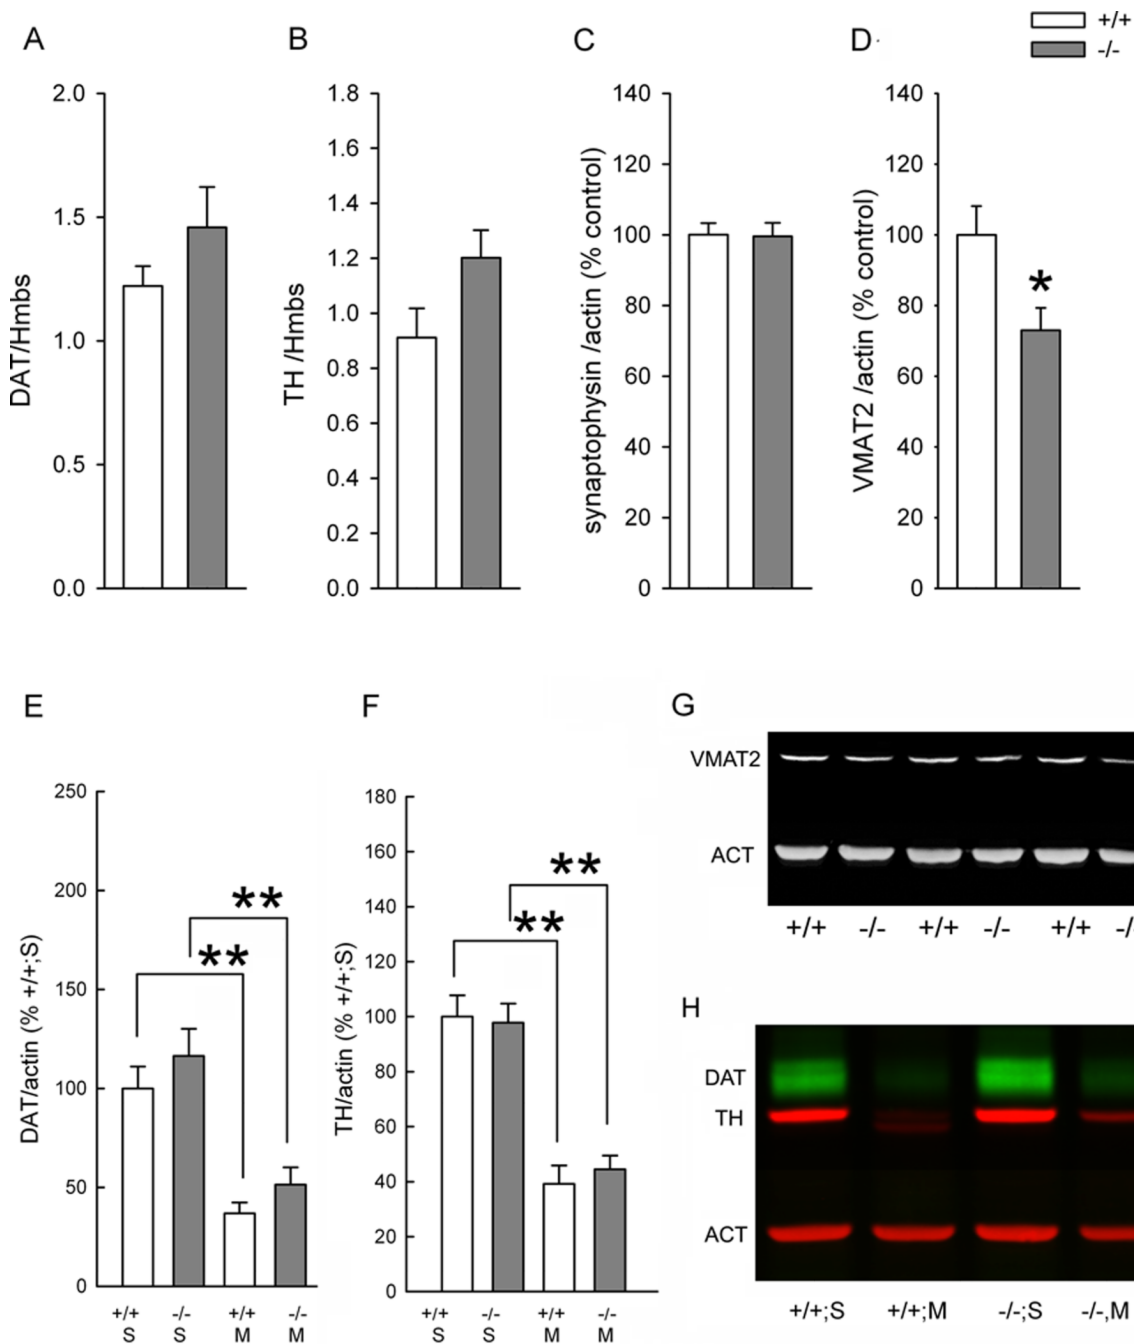 A
B
C
D
+/+
-/-
DAT/Hmbs
2.0
1.5
1.0
0.5
0.0
TH /Hmbs
1.8
1.6
1.4
1.2
1.0
0.8
0.6
0.4
0.2
0.0
synaptophysin /actin (% control)
140
120
100
80
60
40
20
0
*
VMAT2 /actin (% control)
140
120
100
80
60
40
20
0
E
F
G
DAT/actin (% +/+;S)
250
200
150
100
50
0
**
**
+/+ -/- +/+ -/-
S S M M
TH/actin (% +/+;S)
180
160
140
120
100
80
60
40
20
0
**
**
+/+ -/- +/+ -/-
S S M M
VMAT2
ACT
+/+ -/- +/+ -/- +/+ -/
H
DAT
TH
ACT
+/+;S +/+;M -/-;S -/-,M